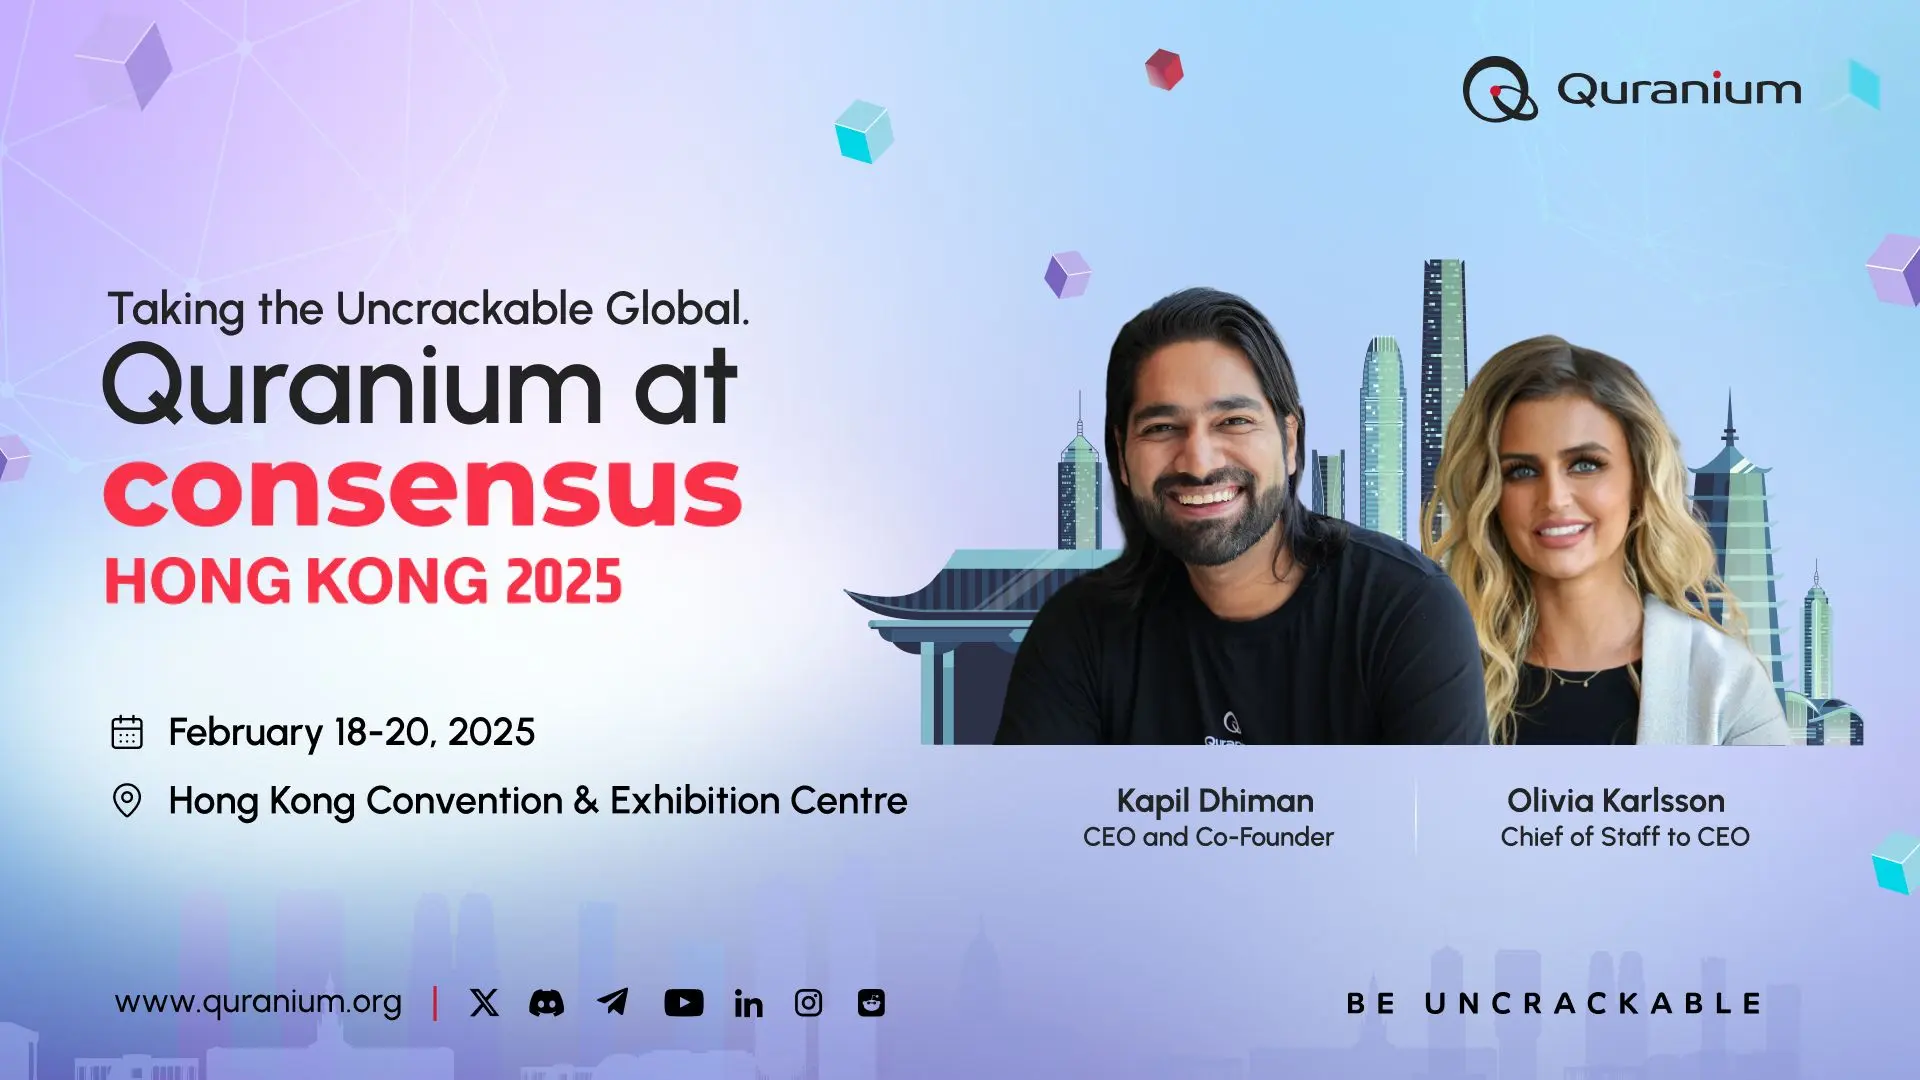 Quranium
Taking the Uncrackable Global.
Quranium at
consensus
HONG KONG 2025
February 18-20, 2025
Hong Kong Convention & Exhibition Centre
Kapil Dhiman
CEO and Co-Founder
Olivia Karlsson
Chief of Staff to CEO
www.quranium.org
BE UNCRACKABLE